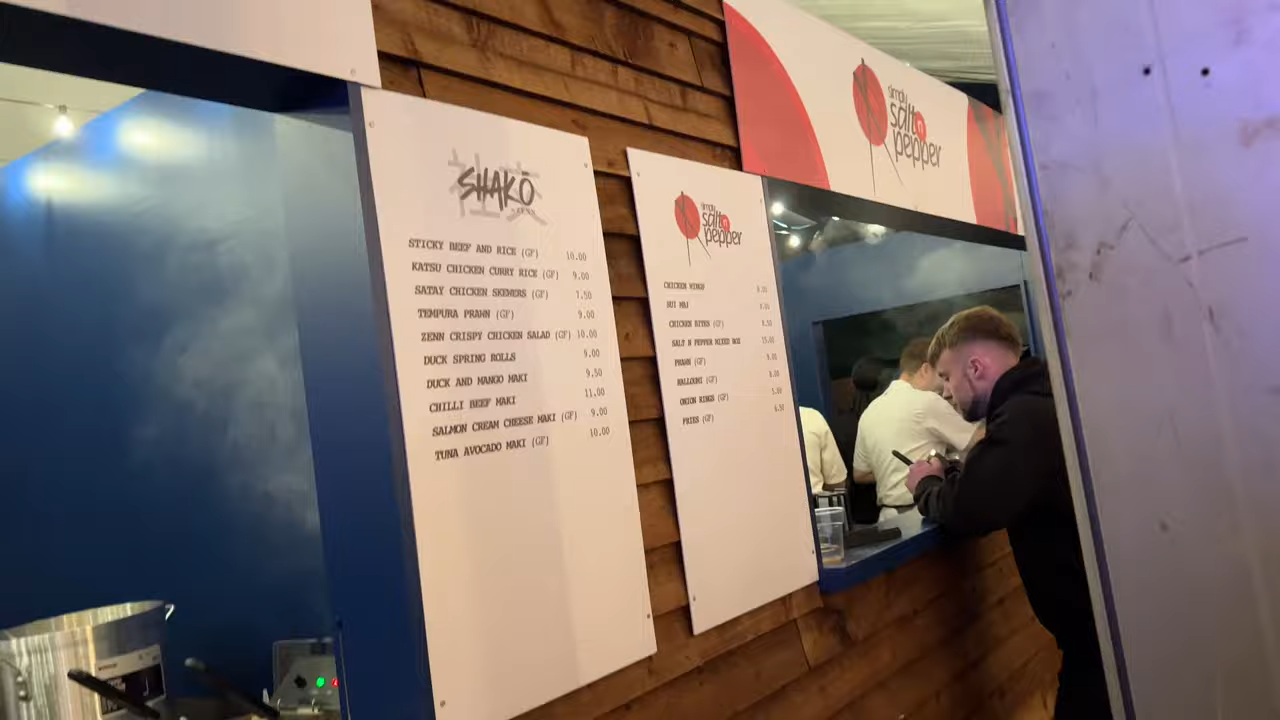 SHAKŌ
STICKY BEEF AND RICE (GF) 10.00
KATSU CHICKEN CURRY RICE (GF) 9.00
SATAY CHICKEN SKEWERS (GF) 7.50
TEMPURA PRAWN (GF) 9.00
ZENN CRISPY CHICKEN SALAD (GF) 10.00
DUCK SPRING ROLLS 9.00
DUCK AND MANGO MAKI 9.50
CHILLI BEEF MAKI 11.00
SALMON CREAM CHEESE MAKI (GF) 9.00
TUNA AVOCADO MAKI (GF) 10.00
simply
salt n
pepper
CHICKEN WINGS
SUI MAI
CHICKEN BITES (GF)
SALT N PEPPER MIXED BOX
PRAWN (GF)
HALLOUMI (GF)
ONION RINGS (GF)
FRIES (GF)
simply
salt n
pepper